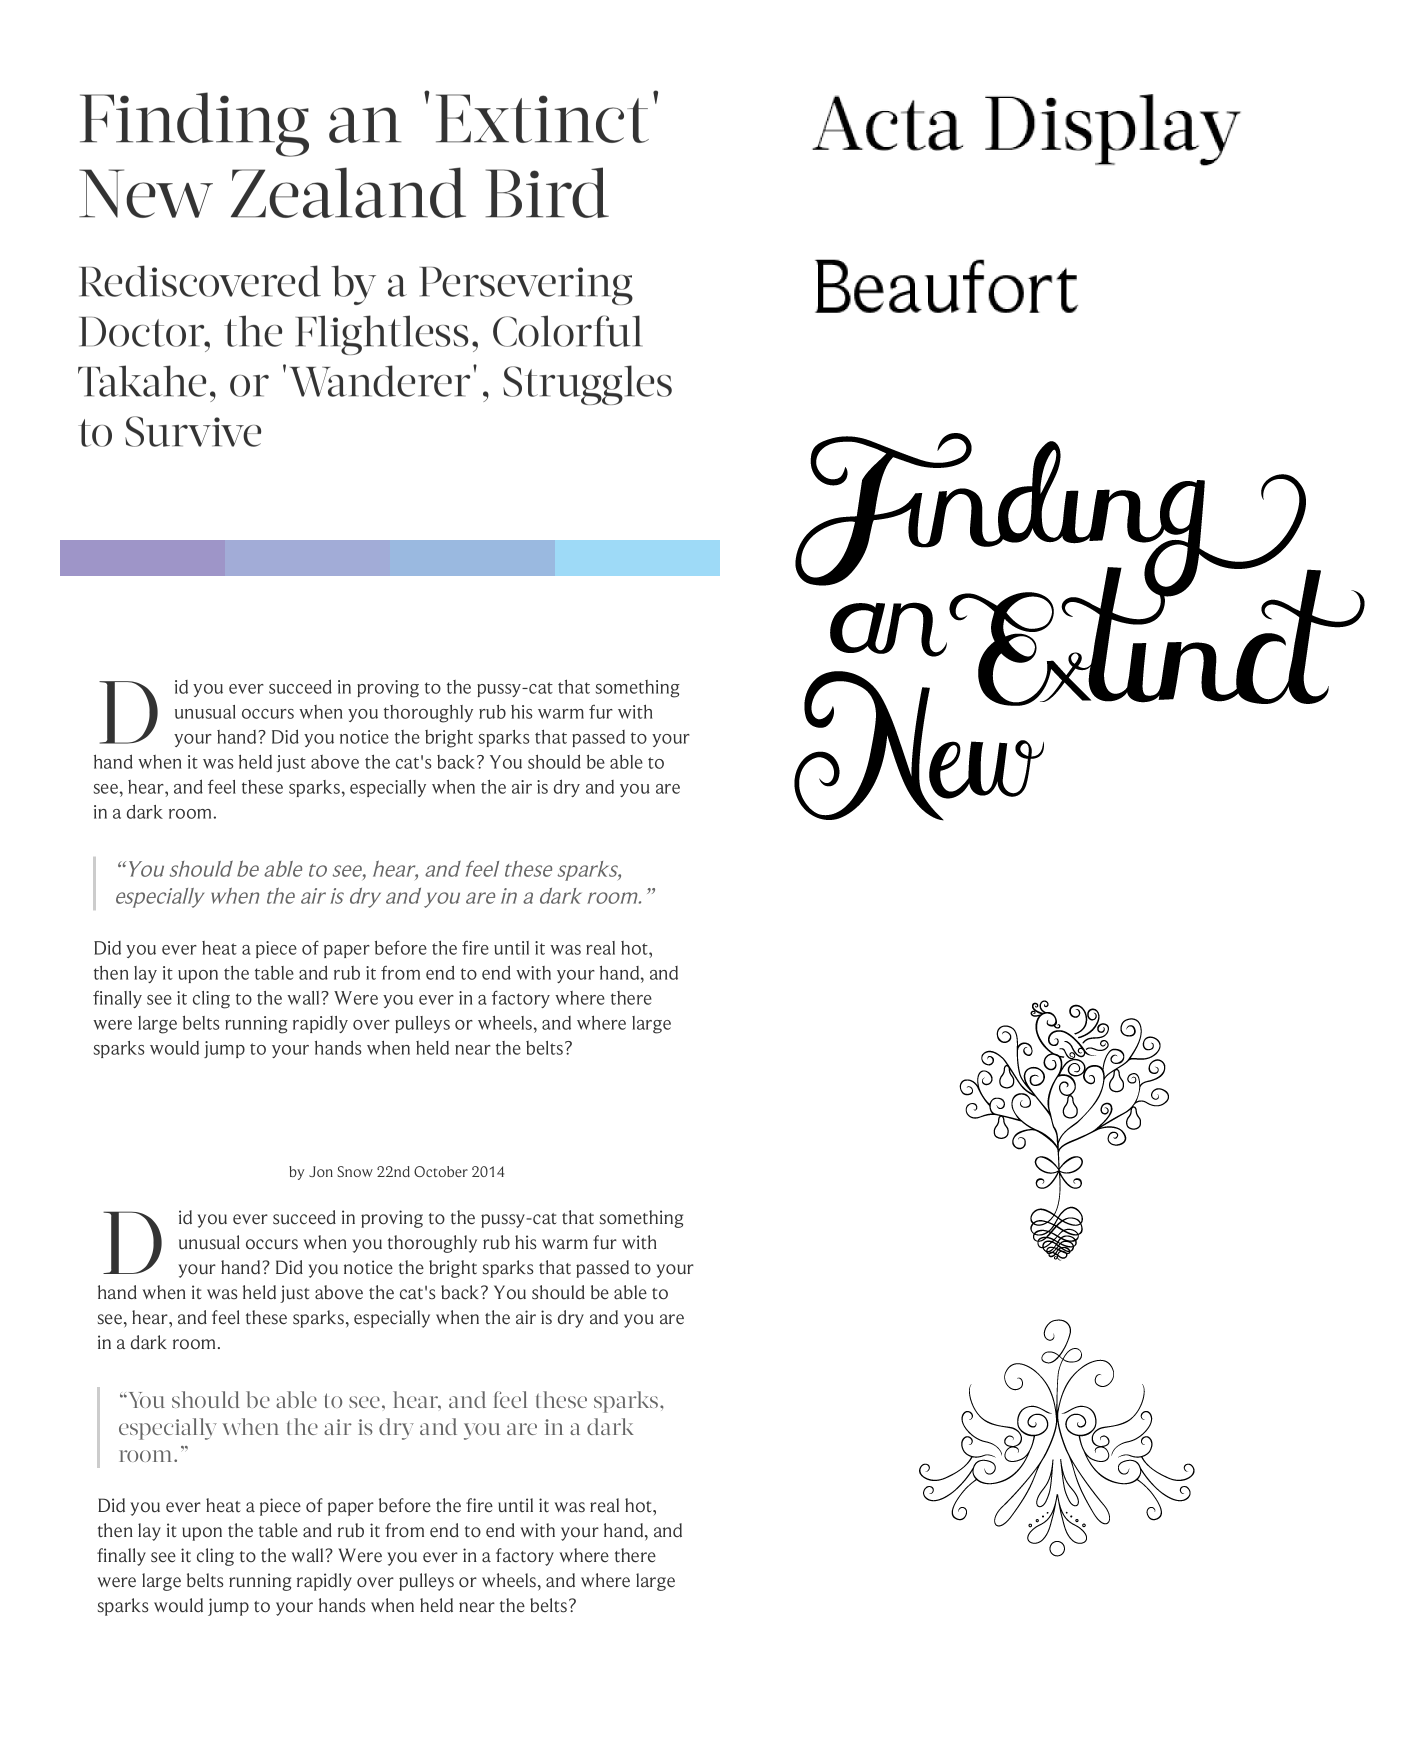 Finding an 'Extinct'
New Zealand Bird
Rediscovered by a Persevering
Doctor, the Flightless, Colorful
Takahe, or 'Wanderer', Struggles
to Survive
Did you ever succeed in proving to the pussy-cat that something
unusual occurs when you thoroughly rub his warm fur with
your hand? Did you notice the bright sparks that passed to your
hand when it was held just above the cat's back? You should be able to
see, hear, and feel these sparks, especially when the air is dry and you are
in a dark room.
“You should be able to see, hear, and feel these sparks,
especially when the air is dry and you are in a dark room.”
Did you ever heat a piece of paper before the fire until it was real hot,
then lay it upon the table and rub it from end to end with your hand, and
finally see it cling to the wall? Were you ever in a factory where there
were large belts running rapidly over pulleys or wheels, and where large
sparks would jump to your hands when held near the belts?
by Jon Snow 22nd October 2014
Did you ever succeed in proving to the pussy-cat that something
unusual occurs when you thoroughly rub his warm fur with
your hand? Did you notice the bright sparks that passed to your
hand when it was held just above the cat's back? You should be able to
see, hear, and feel these sparks, especially when the air is dry and you are
in a dark room.
“You should be able to see, hear, and feel these sparks,
especially when the air is dry and you are in a dark
room.”
Did you ever heat a piece of paper before the fire until it was real hot,
then lay it upon the table and rub it from end to end with your hand, and
finally see it cling to the wall? Were you ever in a factory where there
were large belts running rapidly over pulleys or wheels, and where large
sparks would jump to your hands when held near the belts?
Acta Display
Beaufort
Finding
an Extinct
New